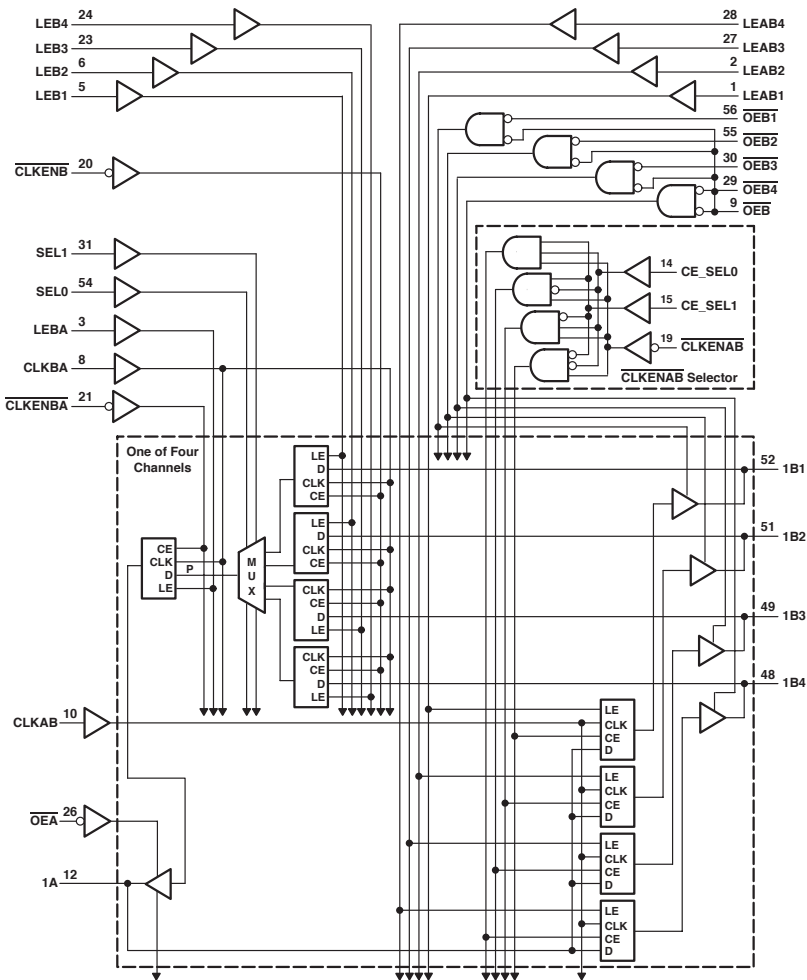 LEB4 24
LEB3 23
LEB2 6
LEB1 5
28 LEAB4
27 LEAB3
2 LEAB2
1 LEAB1
56 OEB1
55 OEB2
30 OEB3
29 OEB4
9 OEB
CLKENB 20
SEL1 31
SEL0 54
LEBA 3
CLKBA 8
CLKENBA 21
14 CE_SEL0
15 CE_SEL1
19 CLKENAB
CLKENAB Selector
One of Four
Channels
LE
D
CLK
CE
LE
D
CLK
CE
CLK
CE
D
LE
CLK
CE
D
LE
CE
CLK
D
LE
P
M
U
X
52 1B1
51 1B2
49 1B3
48 1B4
CLKAB 10
OEA 26
1A 12
LE
CLK
CE
D
LE
CLK
CE
D
LE
CLK
CE
D
LE
CLK
CE
D